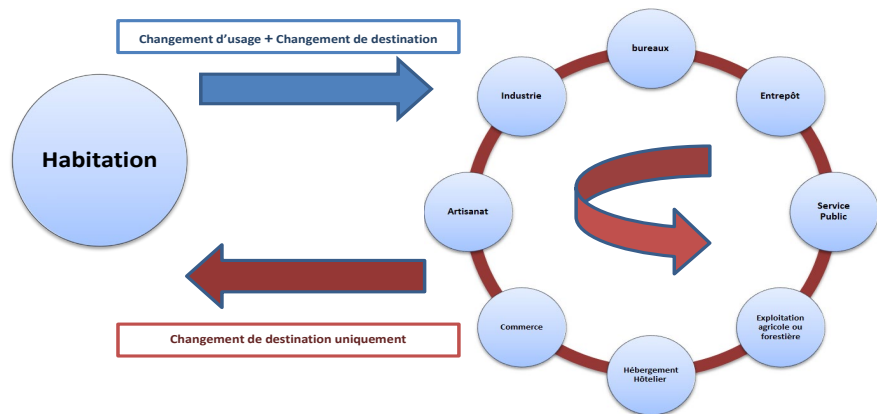 Changement d'usage + Changement de destination
Habitation
bureaux
Industrie
Entrepôt
Artisanat
Service
Public
Commerce
Exploitation
agricole ou
forestière
Hébergement
Hôtelier
Changement de destination uniquement